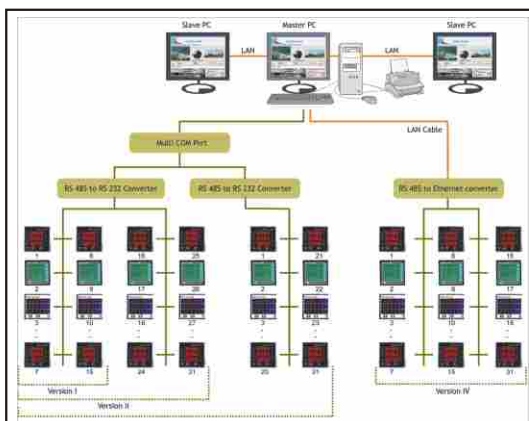 Slave PC
Master PC
Slave PC
LAN
LAN
LAN Cable
Multi COM Port
RS 485 to RS 232 Converter
RS 485 to RS 232 Converter
RS 485 to Ethernet converter
1 8 16 25 1 21 1 8 16
2 9 17 26 2 22 2 9 17
3 10 18 27 3 23 3 10 18
7 15 24 31 20 31 7 15 31
Version I
Version II
Version IV